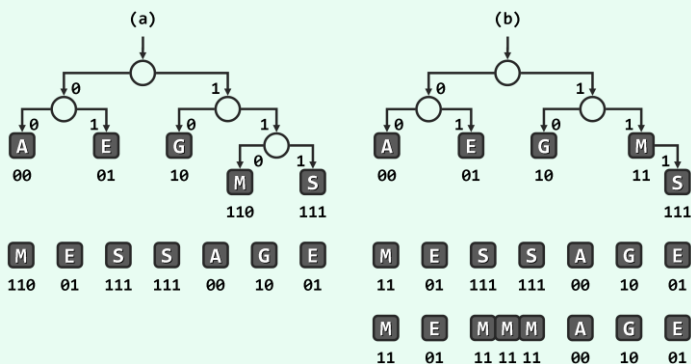 (a) (b)
0 1 0 1
0 1 0 1 0 1 0 1
A E G A E G M
00 01 0 1 10 00 01 10 11 1
M S S
110 111 111
M E S S A G E M E S S A G E
110 01 111 111 00 10 01 11 01 111 111 00 10 01
M E M M M A G E
11 01 11 11 11 00 10 01